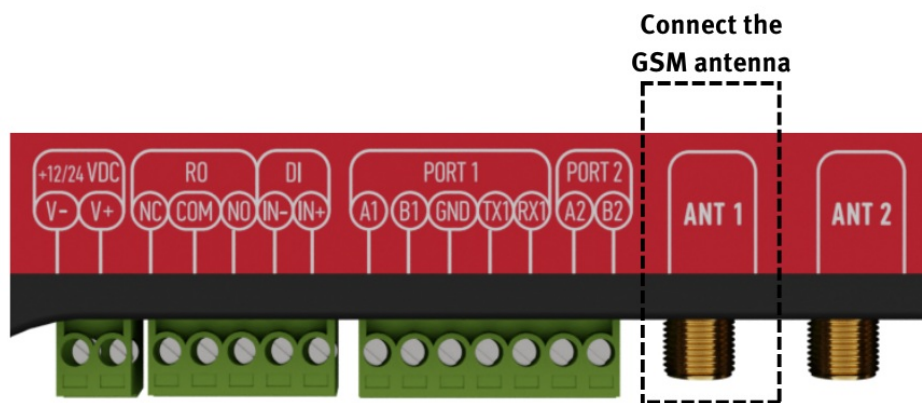 Connect the
GSM antenna
+12/24 VDC RO DI PORT 1 PORT 2
V- V+ NC COM NO IN- IN+ A1 B1 GND TX1 RX1 A2 B2
ANT 1 ANT 2